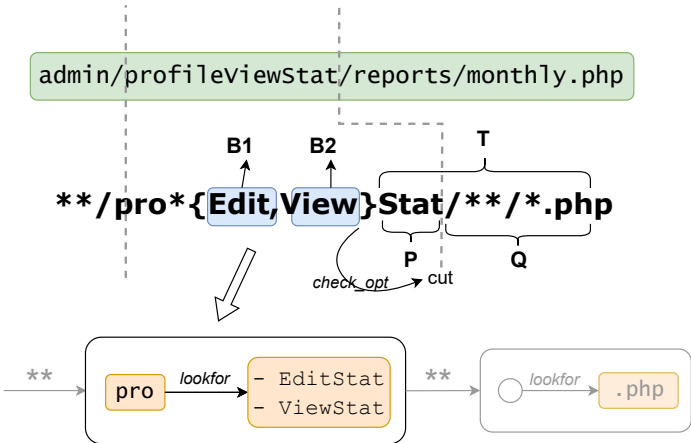 admin/profileViewStat/reports/monthly.php
T
B1 B2
**/pro*{Edit,View}Stat/**/*.php
P Q
check_opt cut
** pro lookfor - EditStat ** lookfor .php
- ViewStat